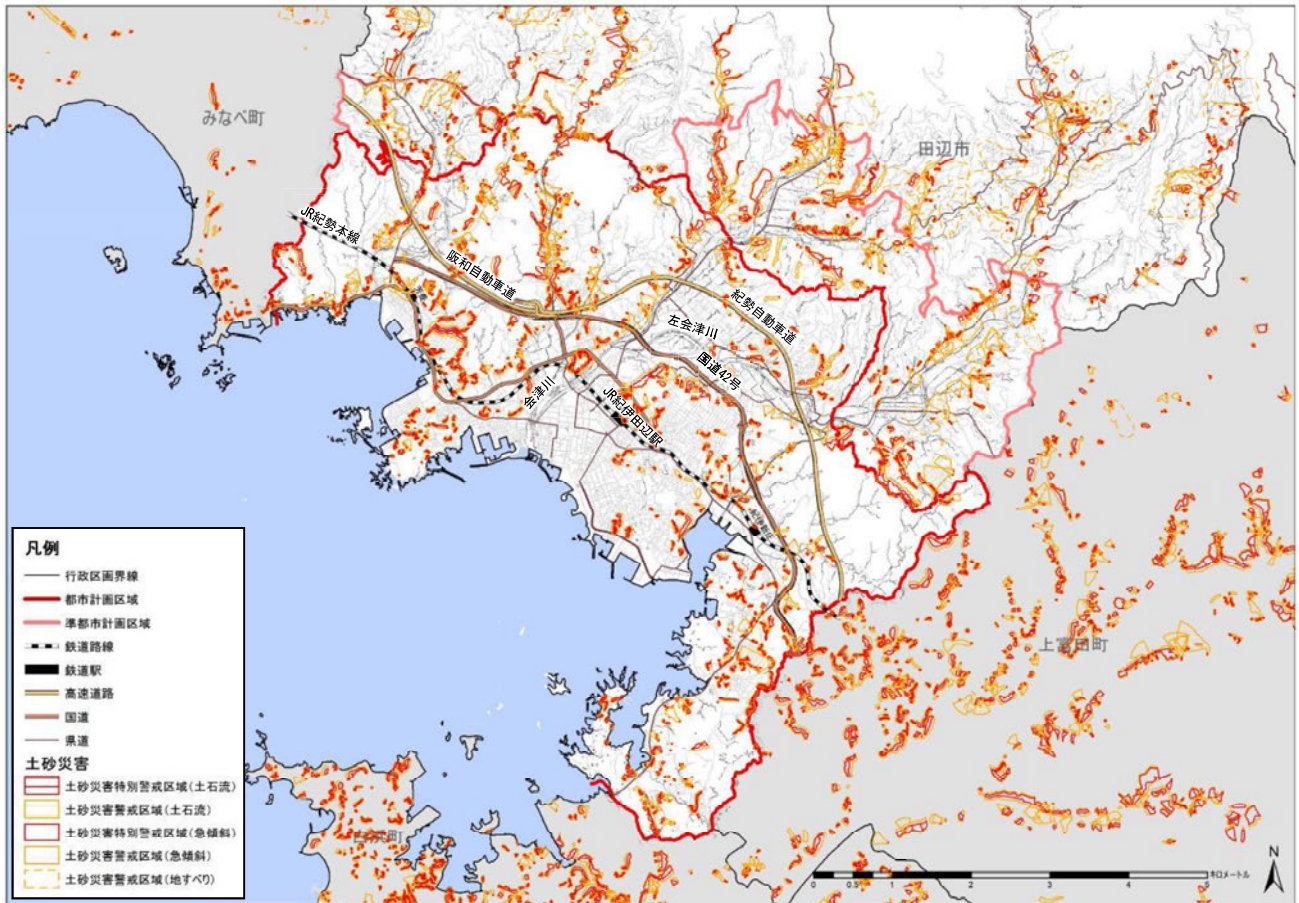 みなべ町
田辺市
JR紀勢本線
阪和自動車道
紀勢自動車道
左会津川
国道42号
会津川
JR紀伊田辺駅
上富田町
白浜町
凡例
行政区画界線
都市計画区域
準都市計画区域
鉄道路線
鉄道駅
高速道路
国道
県道
土砂災害
土砂災害特別警戒区域(土石流)
土砂災害警戒区域(土石流)
土砂災害特別警戒区域(急傾斜)
土砂災害警戒区域(急傾斜)
土砂災害警戒区域(地すべり)
N
0 0.5 1 2 3 4 5
キロメートル